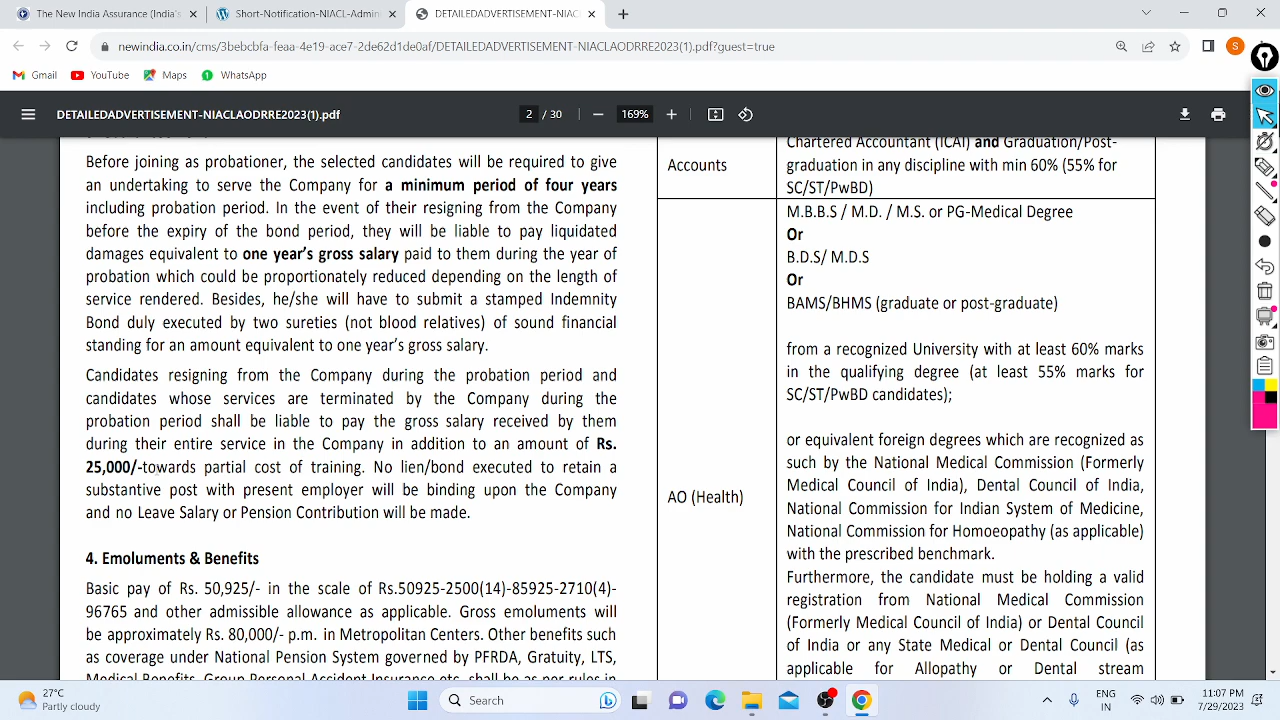 The New India Assurance (India's
Short-Notification-NIACL-Admin
DETAILEDADVERTISEMENT-NIAC
newindia.co.in/cms/3bebcbfa-feaa-4e19-ace7-2de62d1de0af/DETAILEDADVERTISEMENT-NIACLAODRRE2023(1).pdf?guest=true
S
Gmail
YouTube
Maps
1
WhatsApp
DETAILEDADVERTISEMENT-NIACLAODRRE2023(1).pdf
2 / 30
169%
Before joining as probationer, the selected candidates will be required to give
an undertaking to serve the Company for a minimum period of four years
including probation period. In the event of their resigning from the Company
before the expiry of the bond period, they will be liable to pay liquidated
damages equivalent to one year's gross salary paid to them during the year of
probation which could be proportionately reduced depending on the length of
service rendered. Besides, he/she will have to submit a stamped Indemnity
Bond duly executed by two sureties (not blood relatives) of sound financial
standing for an amount equivalent to one year's gross salary.
Candidates resigning from the Company during the probation period and
candidates whose services are terminated by the Company during the
probation period shall be liable to pay the gross salary received by them
during their entire service in the Company in addition to an amount of Rs.
25,000/-towards partial cost of training. No lien/bond executed to retain a
substantive post with present employer will be binding upon the Company
and no Leave Salary or Pension Contribution will be made.
4. Emoluments & Benefits
Basic pay of Rs. 50,925/- in the scale of Rs.50925-2500(14)-85925-2710(4)-
96765 and other admissible allowance as applicable. Gross emoluments will
be approximately Rs. 80,000/- p.m. in Metropolitan Centers. Other benefits such
as coverage under National Pension System governed by PFRDA, Gratuity, LTS,
Medical Benefits, Group Personal Accident Insurance etc. shall be as per rules in
Accounts
Chartered Accountant (ICAI) and Graduation/Post-
graduation in any discipline with min 60% (55% for
SC/ST/PwBD)
AO (Health)
M.B.B.S / M.D. / M.S. or PG-Medical Degree
Or
B.D.S/ M.D.S
Or
BAMS/BHMS (graduate or post-graduate)
from a recognized University with at least 60% marks
in the qualifying degree (at least 55% marks for
SC/ST/PwBD candidates);
or equivalent foreign degrees which are recognized as
such by the National Medical Commission (Formerly
Medical Council of India), Dental Council of India,
National Commission for Indian System of Medicine,
National Commission for Homoeopathy (as applicable)
with the prescribed benchmark.
Furthermore, the candidate must be holding a valid
registration from National Medical Commission
(Formerly Medical Council of India) or Dental Council
of India or any State Medical or Dental Council (as
applicable for Allopathy or Dental stream
27°C
Partly cloudy
Search
ENG
IN
11:07 PM
7/29/2023